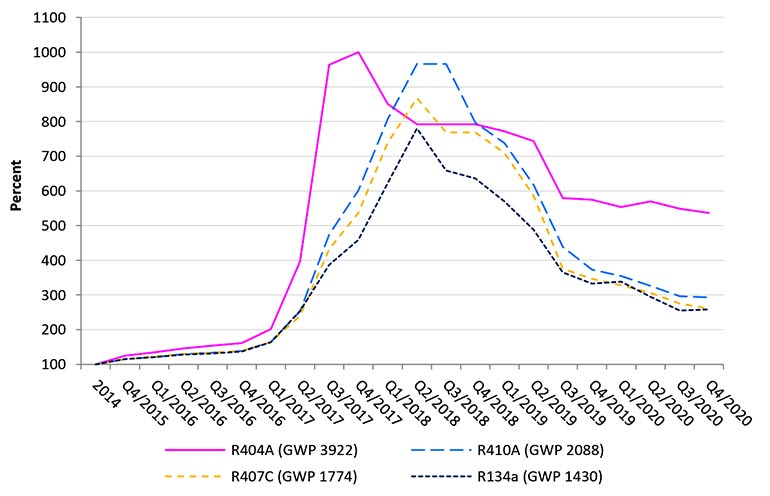 1100
1000
900
800
700
600
500
400
300
200
100
Percent
2014
Q4/2015
Q1/2016
Q2/2016
Q3/2016
Q4/2016
Q1/2017
Q2/2017
Q3/2017
Q4/2017
Q1/2018
Q2/2018
Q3/2018
Q4/2018
Q1/2019
Q2/2019
Q3/2019
Q4/2019
Q1/2020
Q2/2020
Q3/2020
Q4/2020
R404A (GWP 3922) R410A (GWP 2088)
R407C (GWP 1774) R134a (GWP 1430)